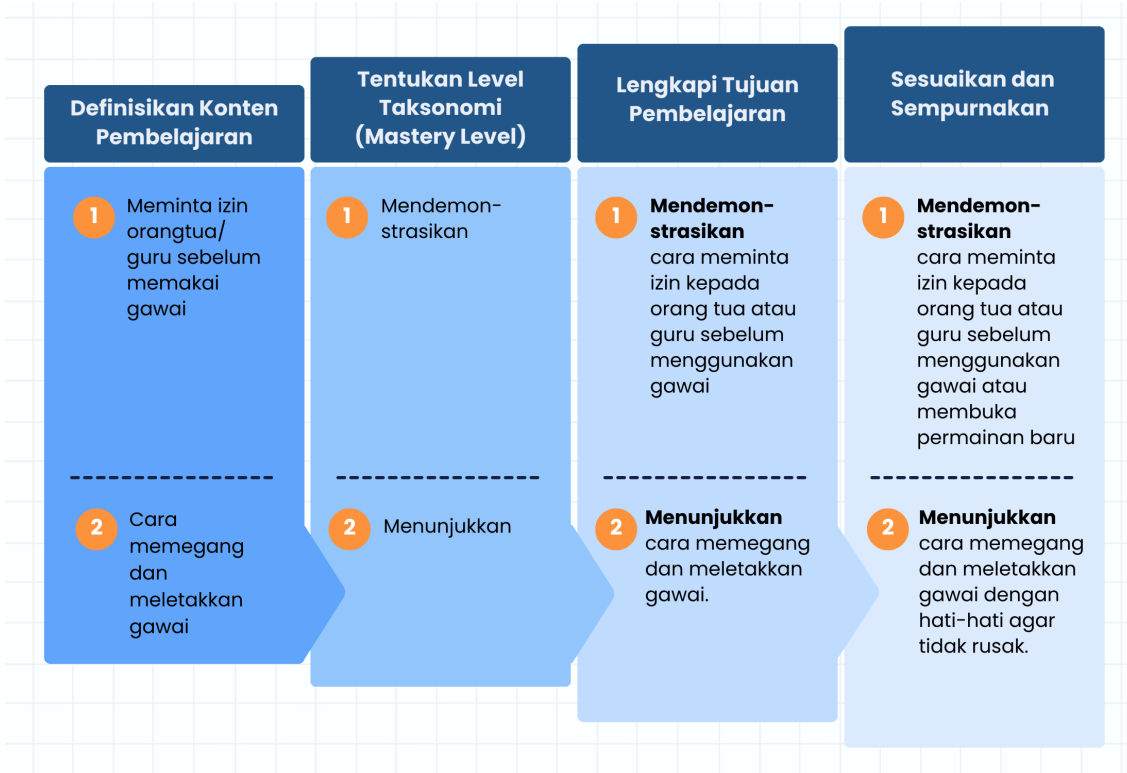 Definisikan Konten
Pembelajaran
1
Meminta izin
orangtua/
guru sebelum
memakai
gawai
2
Cara
memegang
dan
meletakkan
gawai
Tentukan Level
Taksonomi
(Mastery Level)
1
Mendemon-
strasikan
2
Menunjukkan
Lengkapi Tujuan
Pembelajaran
1
Mendemon-
strasikan
cara meminta
izin kepada
orang tua atau
guru sebelum
menggunakan
gawai
2
Menunjukkan
cara memegang
dan meletakkan
gawai.
Sesuaikan dan
Sempurnakan
1
Mendemon-
strasikan
cara meminta
izin kepada
orang tua atau
guru sebelum
menggunakan
gawai atau
membuka
permainan baru
2
Menunjukkan
cara memegang
dan meletakkan
gawai dengan
hati-hati agar
tidak rusak.